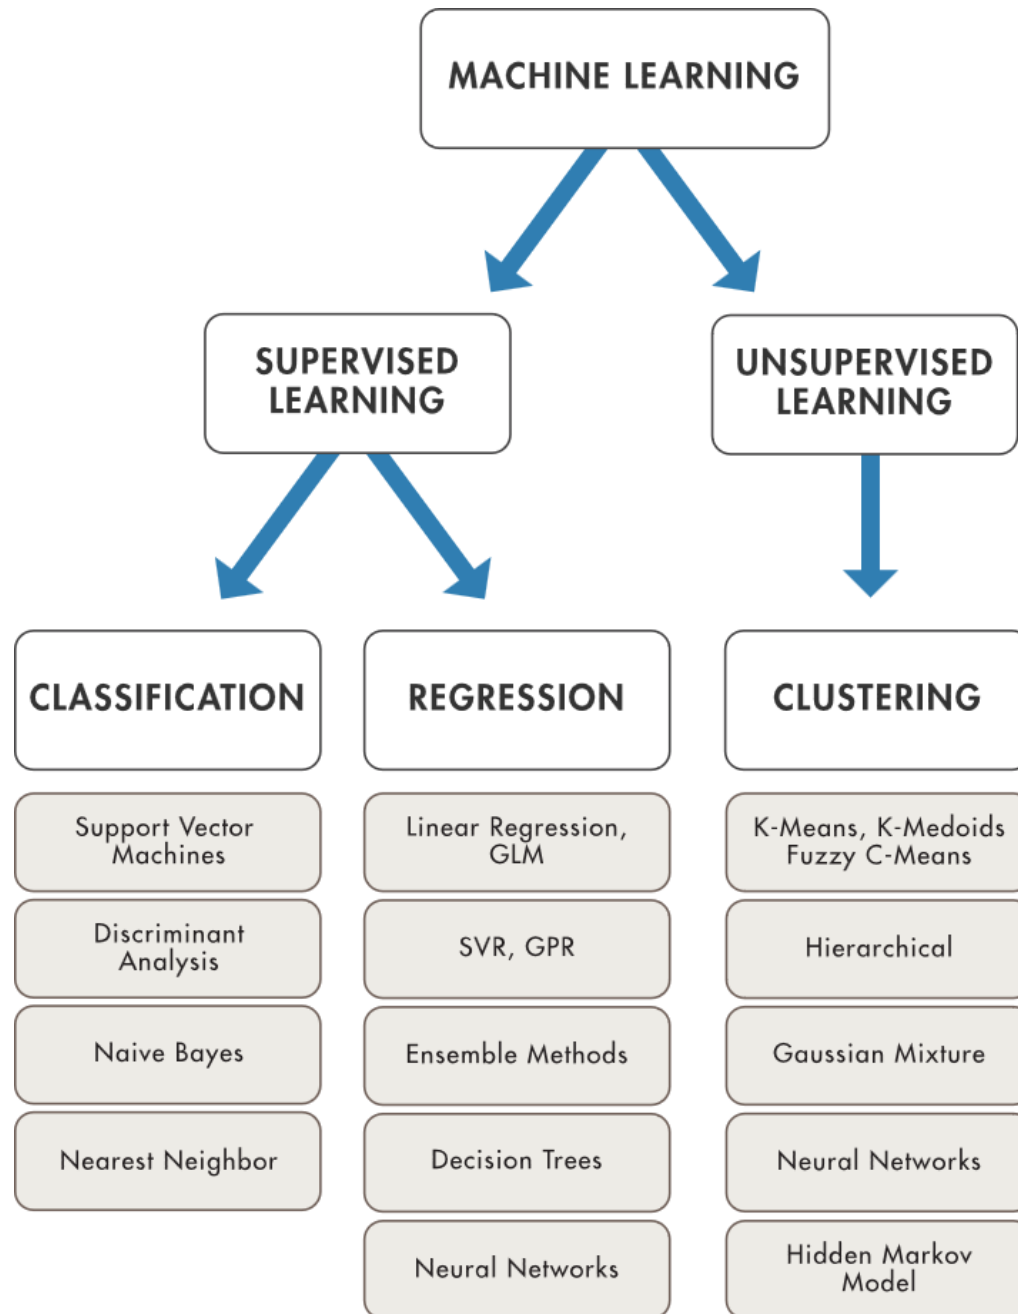 MACHINE LEARNING
SUPERVISED
LEARNING
UNSUPERVISED
LEARNING
CLASSIFICATION
REGRESSION
CLUSTERING
Support Vector
Machines
Discriminant
Analysis
Naive Bayes
Nearest Neighbor
Linear Regression,
GLM
SVR, GPR
Ensemble Methods
Decision Trees
Neural Networks
K-Means, K-Medoids
Fuzzy C-Means
Hierarchical
Gaussian Mixture
Neural Networks
Hidden Markov
Model